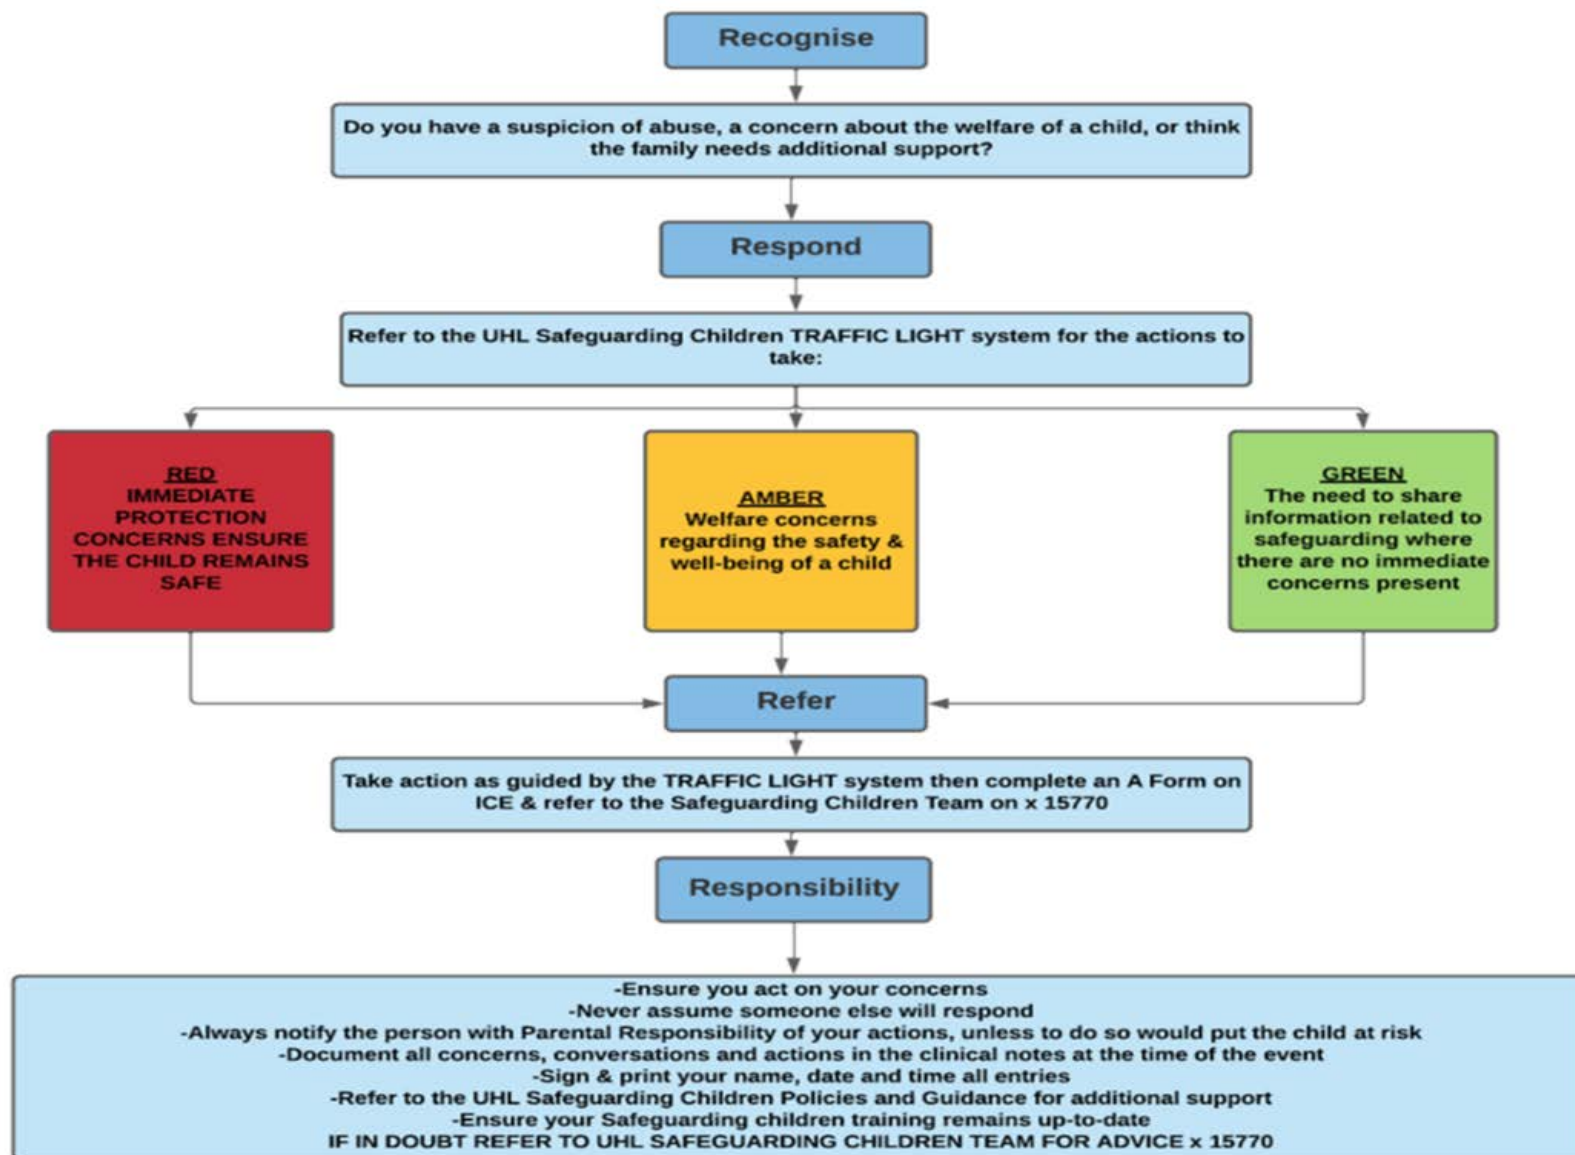 Recognise
Do you have a suspicion of abuse, a concern about the welfare of a child, or think
the family needs additional support?
Respond
Refer to the UHL Safeguarding Children TRAFFIC LIGHT system for the actions to
take:
RED
IMMEDIATE
PROTECTION
CONCERNS ENSURE
THE CHILD REMAINS
SAFE
AMBER
Welfare concerns
regarding the safety &
well-being of a child
GREEN
The need to share
information related to
safeguarding where
there are no immediate
concerns present
Refer
Take action as guided by the TRAFFIC LIGHT system then complete an A Form on
ICE & refer to the Safeguarding Children Team on x 15770
Responsibility
-Ensure you act on your concerns
-Never assume someone else will respond
-Always notify the person with Parental Responsibility of your actions, unless to do so would put the child at risk
-Document all concerns, conversations and actions in the clinical notes at the time of the event
-Sign & print your name, date and time all entries
-Refer to the UHL Safeguarding Children Policies and Guidance for additional support
-Ensure your Safeguarding children training remains up-to-date
IF IN DOUBT REFER TO UHL SAFEGUARDING CHILDREN TEAM FOR ADVICE x 15770